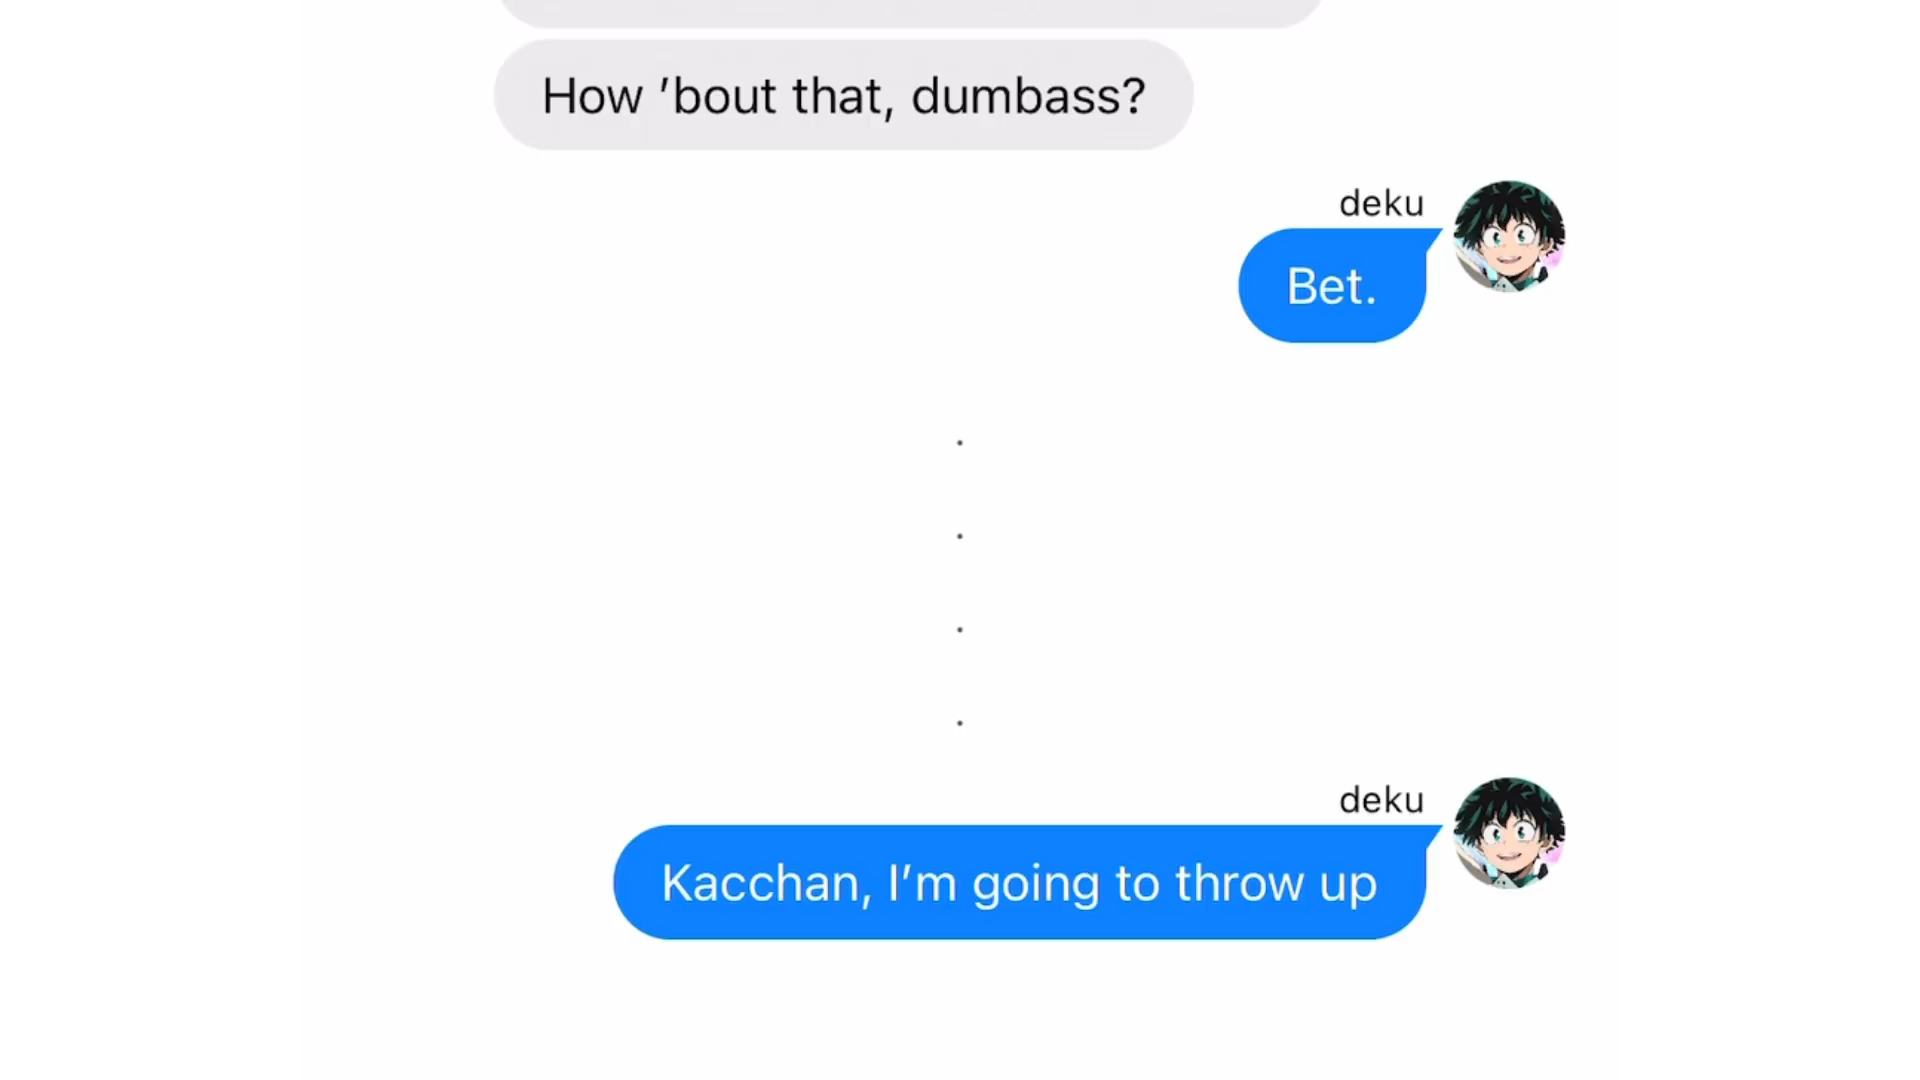 How ’bout that, dumbass?
deku
Bet.
.
.
.
.
deku
Kacchan, I’m going to throw up